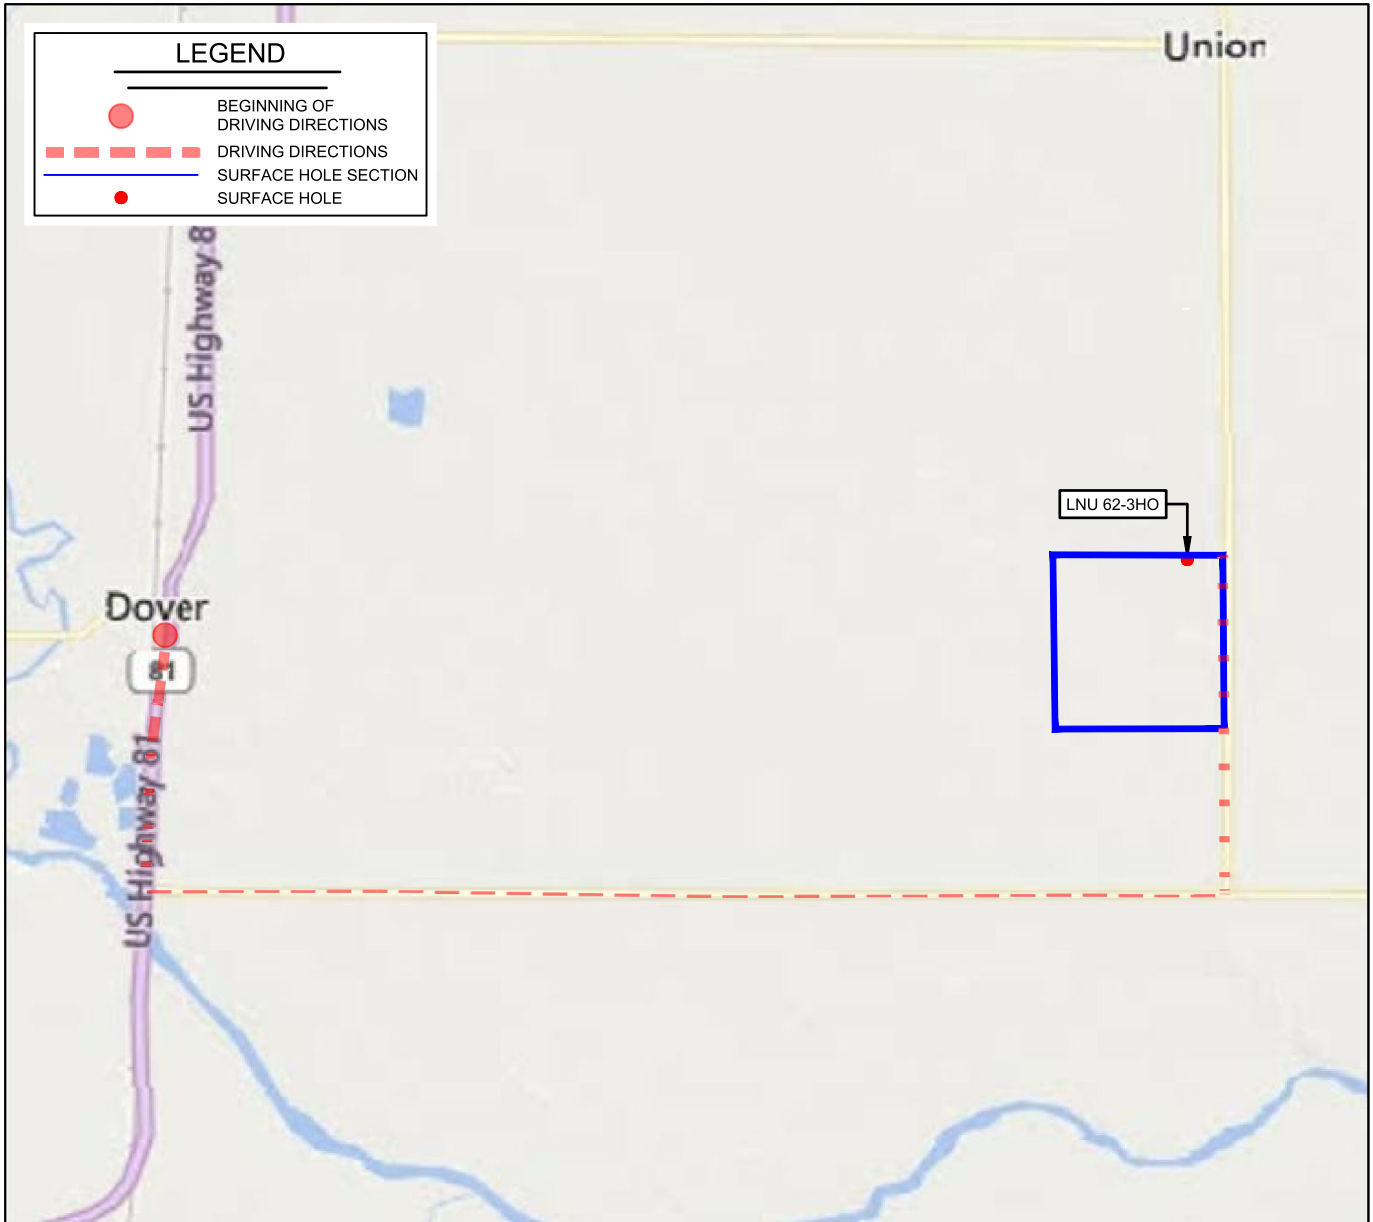 LEGEND
BEGINNING OF
DRIVING DIRECTIONS
DRIVING DIRECTIONS
SURFACE HOLE SECTION
SURFACE HOLE
Union
US Highway 8
LNU 62-3HO
Dover
81
US Highway 81